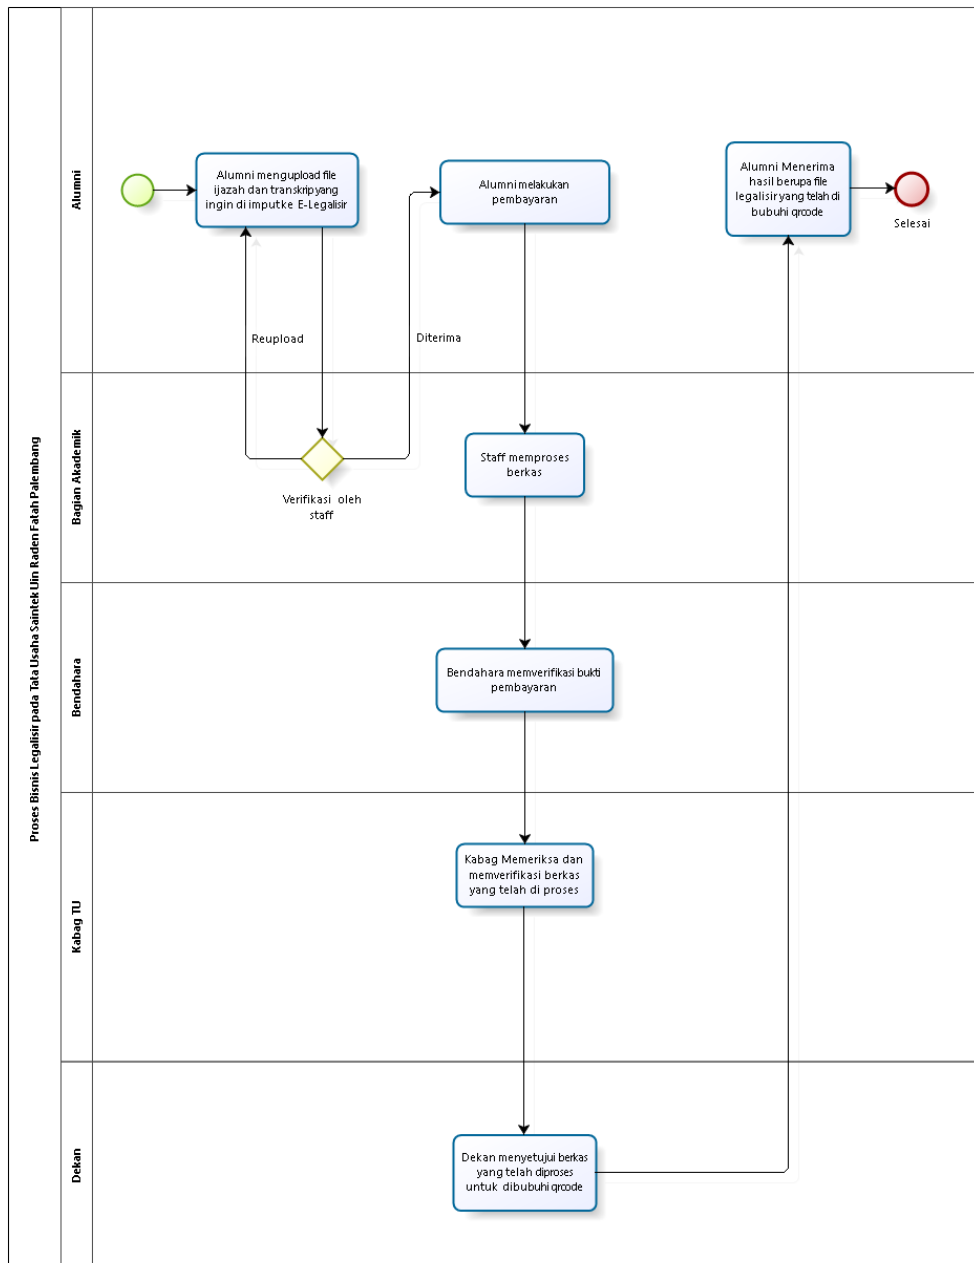 Proses Bisnis Legalisir pada Tata Usaha Saintek Uin Raden Fatah Palembang
Alumni
Alumni mengupload file
ijazah dan transkrip yang
ingin di imput ke E-Legalisir
Alumni melakukan
pembayaran
Alumni Menerima
hasil berupa file
legalisir yang telah di
bubuhi qrcode
Selesai
Reupload
Diterima
Bagian Akademik
Verifikasi oleh
staff
Staff memproses
berkas
Bendahara
Bendahara memverifikasi bukti
pembayaran
Kabag TU
Kabag Memeriksa dan
memverifikasi berkas
yang telah di proses
Dekan
Dekan menyetujui berkas
yang telah diproses
untuk dibubuhi qrcode